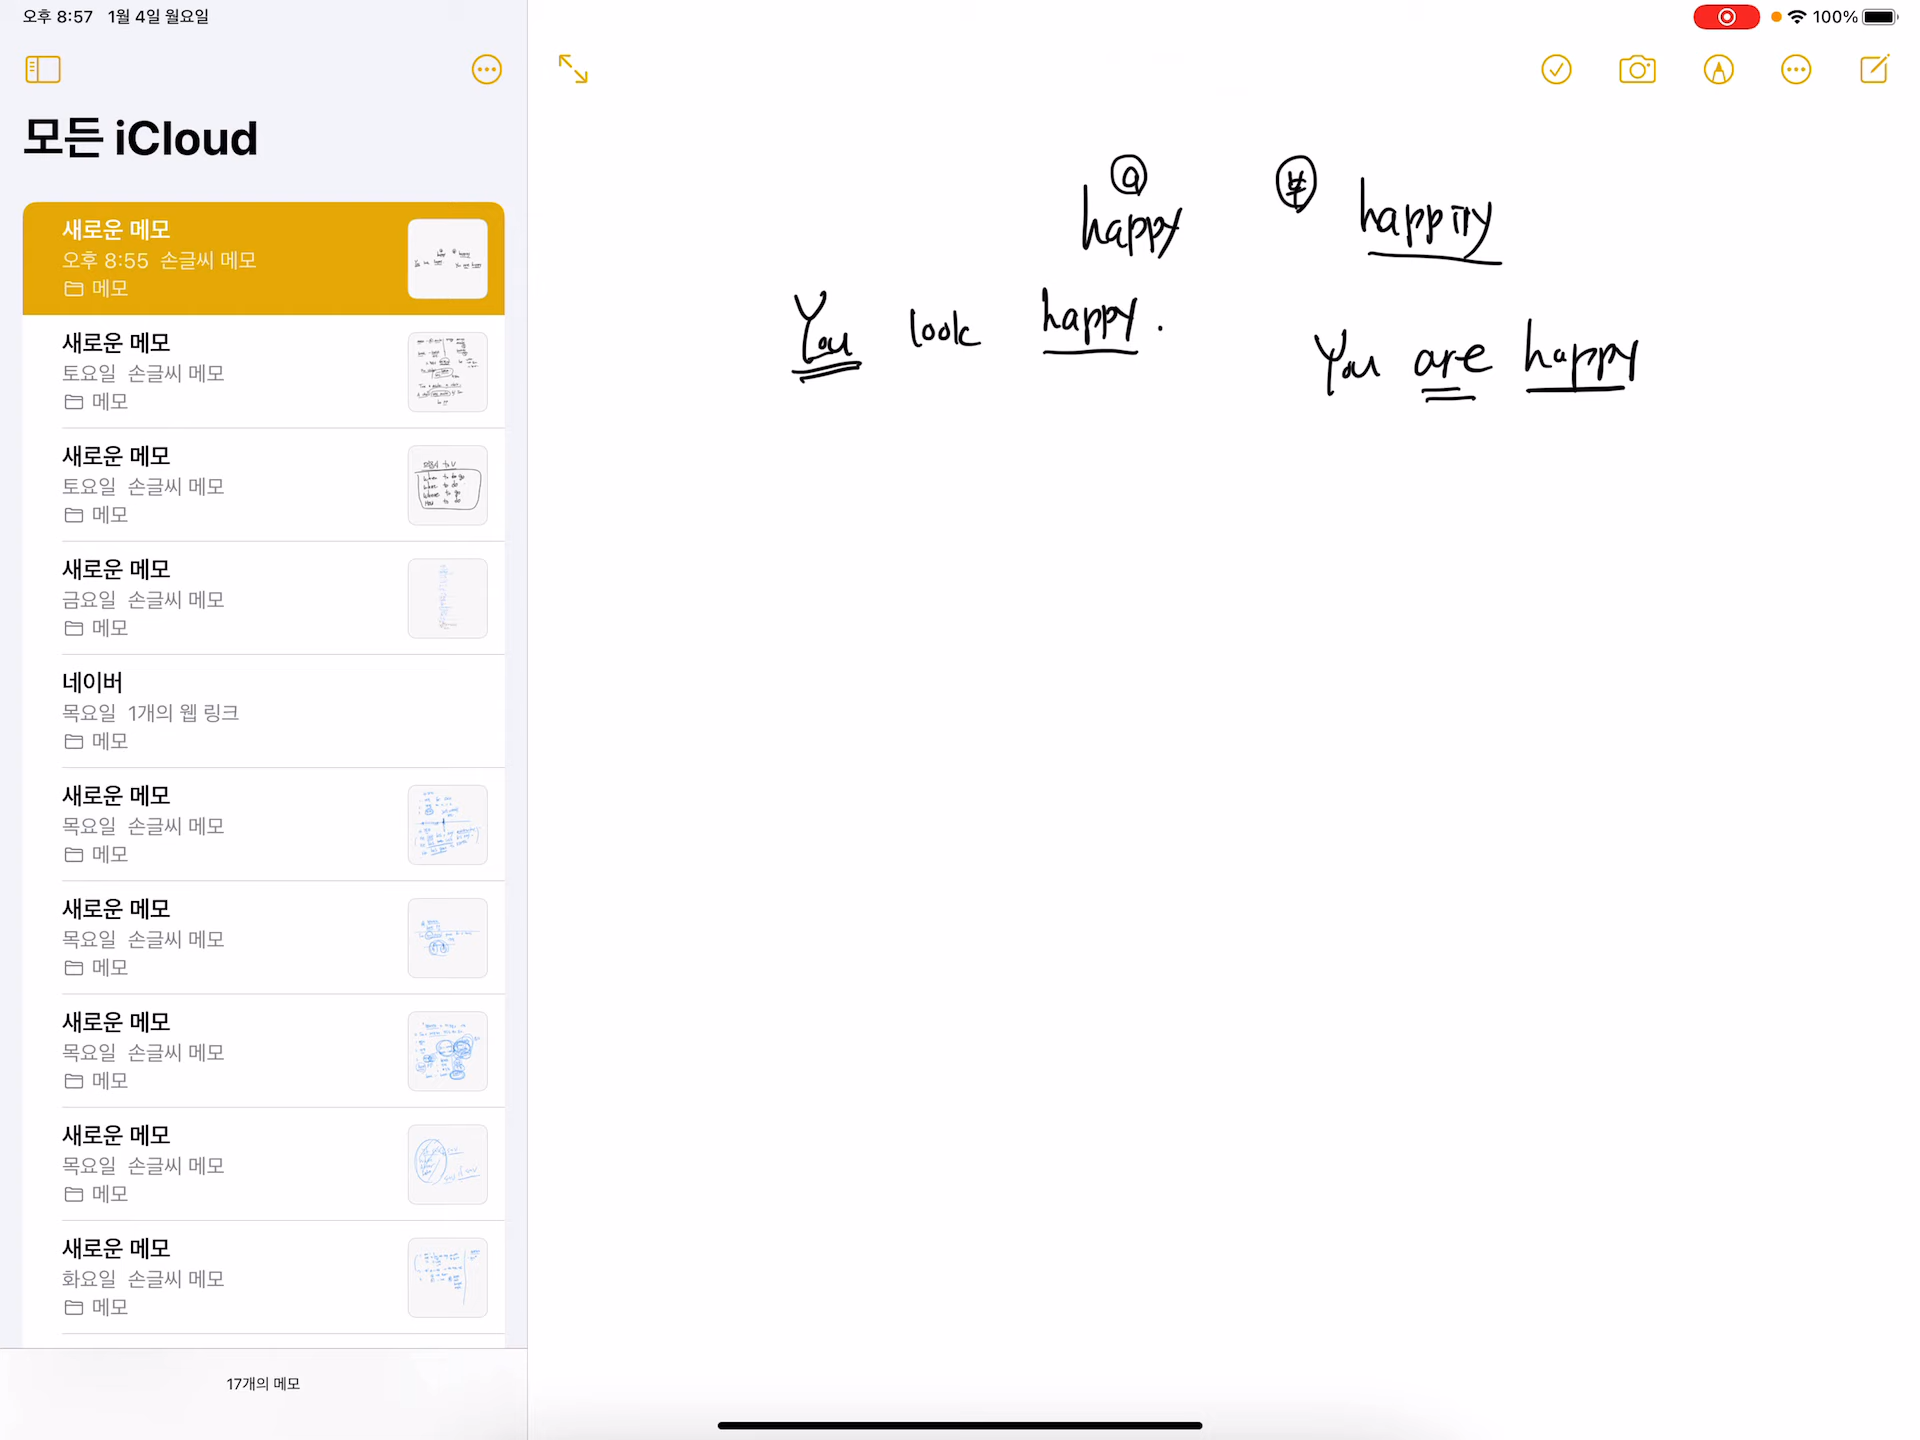 오후 8:57 1월 4일 월요일
100%
모든 iCloud
새로운 메모
오후 8:55 손글씨 메모
메모
새로운 메모
토요일 손글씨 메모
메모
새로운 메모
토요일 손글씨 메모
메모
새로운 메모
금요일 손글씨 메모
메모
네이버
목요일 1개의 웹 링크
메모
새로운 메모
목요일 손글씨 메모
메모
새로운 메모
목요일 손글씨 메모
메모
새로운 메모
목요일 손글씨 메모
메모
새로운 메모
목요일 손글씨 메모
메모
새로운 메모
화요일 손글씨 메모
메모
17개의 메모
a 부
happy
You look happy.
You are happy